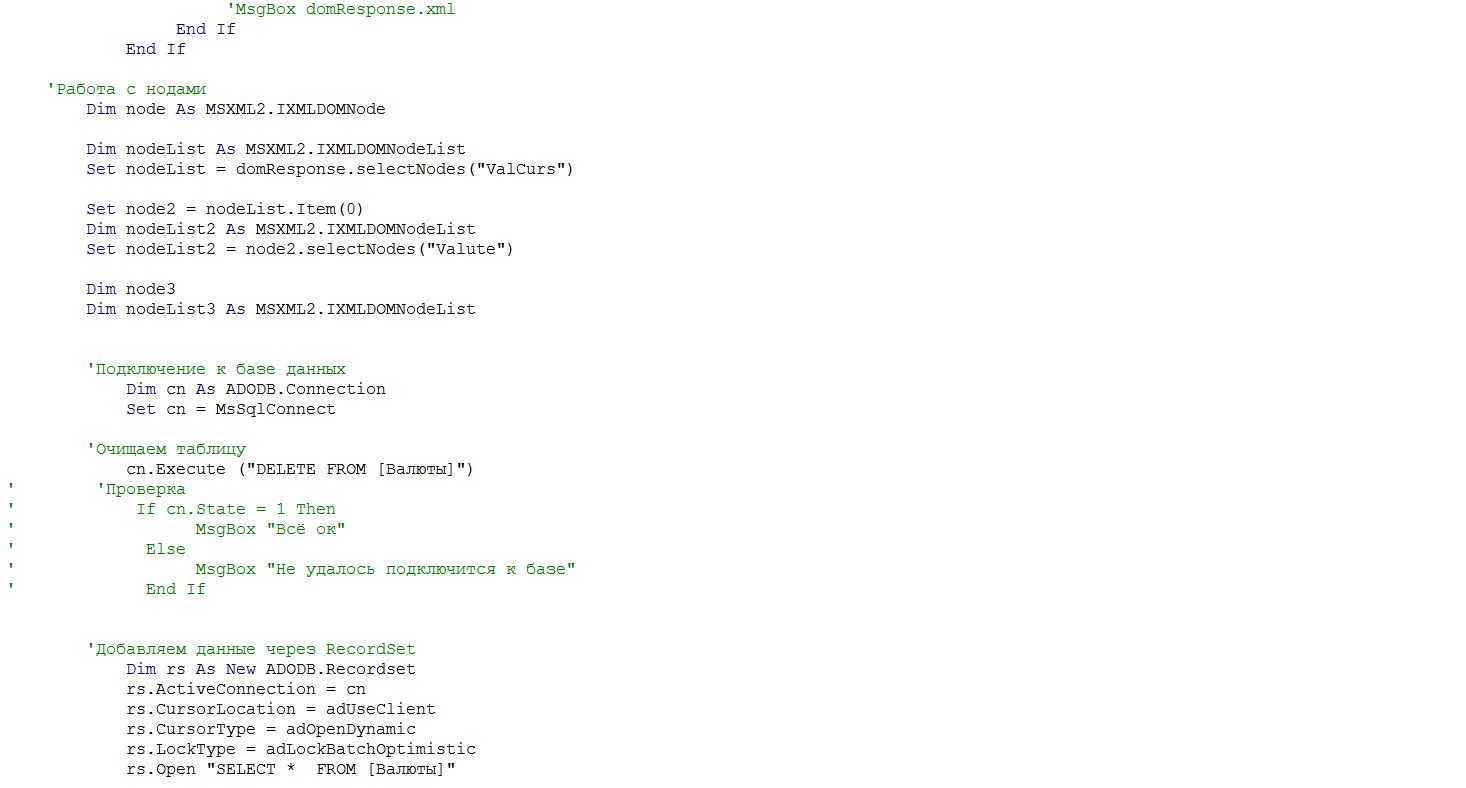 'MsgBox domResponse.xml
End If
End If
'Работа с нодами
Dim node As MSXML2.IXMLDOMNode
Dim nodeList As MSXML2.IXMLDOMNodeList
Set nodeList = domResponse.selectNodes("ValCurs")
Set node2 = nodeList.Item(0)
Dim nodeList2 As MSXML2.IXMLDOMNodeList
Set nodeList2 = node2.selectNodes("Valute")
Dim node3
Dim nodeList3 As MSXML2.IXMLDOMNodeList
'Подключение к базе данных
Dim cn As ADODB.Connection
Set cn = MsSqlConnect
'Очищаем таблицу
cn.Execute ("DELETE FROM [Валюты]")
' 'Проверка
' If cn.State = 1 Then
' MsgBox "Всё ок"
' Else
' MsgBox "Не удалось подключится к базе"
' End If
'Добавляем данные через RecordSet
Dim rs As New ADODB.Recordset
rs.ActiveConnection = cn
rs.CursorLocation = adUseClient
rs.CursorType = adOpenDynamic
rs.LockType = adLockBatchOptimistic
rs.Open "SELECT *  FROM [Валюты]"